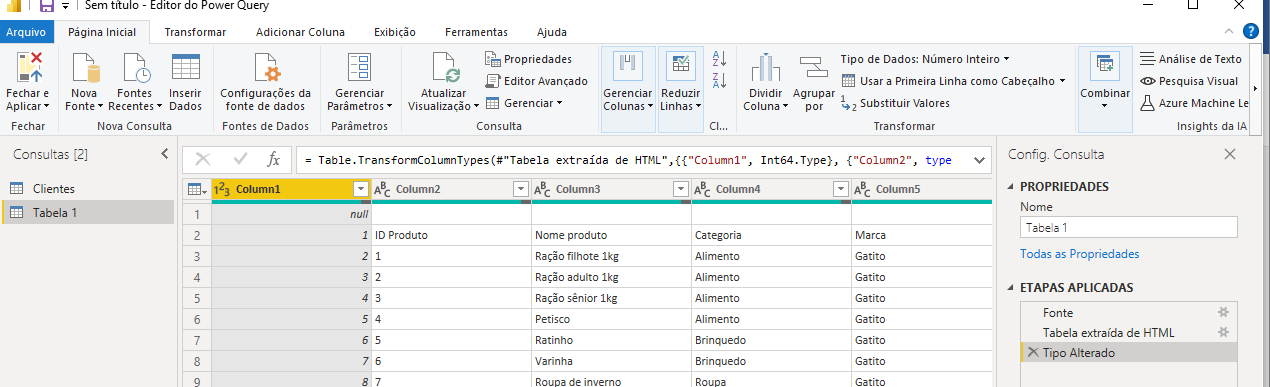 Sem título - Editor do Power Query
Arquivo Página Inicial Transformar Adicionar Coluna Exibição Ferramentas Ajuda
Fechar e Aplicar
Fechar
Nova Fonte
Fontes Recentes
Inserir Dados
Nova Consulta
Configurações da fonte de dados
Fontes de Dados
Gerenciar Parâmetros
Parâmetros
Atualizar Visualização
Propriedades
Editor Avançado
Gerenciar
Consulta
Gerenciar Colunas
Reduzir Linhas
Cl...
Dividir Coluna
Agrupar por
Tipo de Dados: Número Inteiro
Usar a Primeira Linha como Cabeçalho
Substituir Valores
Transformar
Combinar
Análise de Texto
Pesquisa Visual
Azure Machine Le
Insights da IA
Consultas [2]
Clientes
Tabela 1
fx = Table.TransformColumnTypes(#"Tabela extraída de HTML",{{"Column1", Int64.Type}, {"Column2", type
123 Column1 ABC Column2 ABC Column3 ABC Column4 ABC Column5
1 null
2 1 ID Produto Nome produto Categoria Marca
3 2 1 Ração filhote 1kg Alimento Gatito
4 3 2 Ração adulto 1kg Alimento Gatito
5 4 3 Ração sênior 1kg Alimento Gatito
6 5 4 Petisco Alimento Gatito
7 6 5 Ratinho Brinquedo Gatito
8 7 6 Varinha Brinquedo Gatito
9 8 7 Roupa de inverno Roupa Gatito
Config. Consulta
PROPRIEDADES
Nome
Tabela 1
Todas as Propriedades
ETAPAS APLICADAS
Fonte
Tabela extraída de HTML
Tipo Alterado